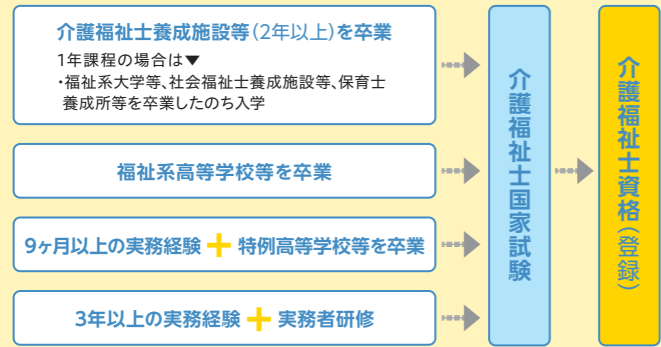 介護福祉士養成施設等(2年以上)を卒業
1年課程の場合は▼
・福祉系大学等、社会福祉士養成施設等、保育士
養成所等を卒業したのち入学
福祉系高等学校等を卒業
9ヶ月以上の実務経験＋特例高等学校等を卒業
3年以上の実務経験＋実務者研修
介護福祉士国家試験
介護福祉士資格(登録)